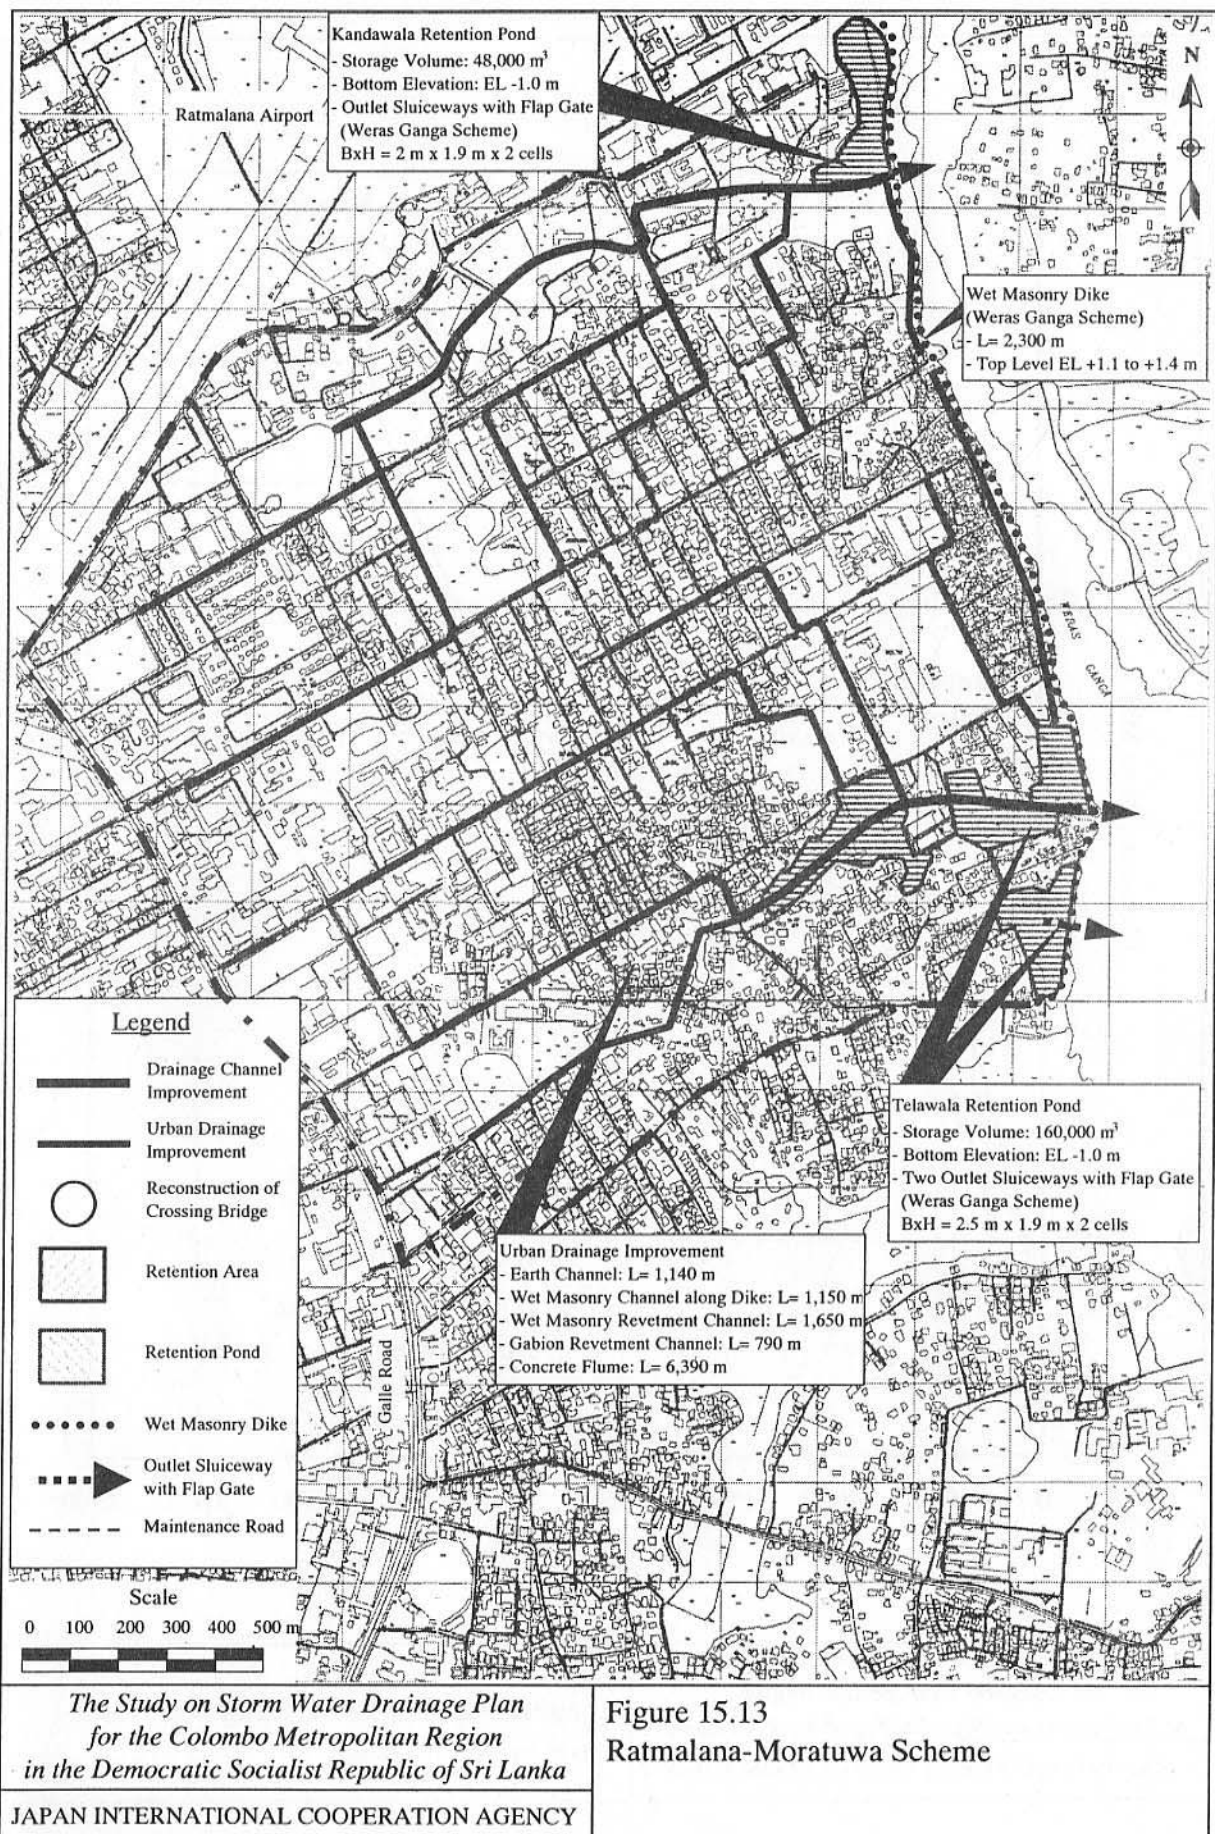 Kandawala Retention Pond
- Storage Volume: 48,000 m³
- Bottom Elevation: EL -1.0 m
- Outlet Sluiceways with Flap Gate
(Weras Ganga Scheme)
BxH = 2 m x 1.9 m x 2 cells
Ratmalana Airport
N
Wet Masonry Dike
(Weras Ganga Scheme)
- L= 2,300 m
- Top Level EL +1.1 to +1.4 m
WERAS
GANGA
Telawala Retention Pond
- Storage Volume: 160,000 m³
- Bottom Elevation: EL -1.0 m
- Two Outlet Sluiceways with Flap Gate
(Weras Ganga Scheme)
BxH = 2.5 m x 1.9 m x 2 cells
Urban Drainage Improvement
- Earth Channel: L= 1,140 m
- Wet Masonry Channel along Dike: L= 1,150 m
- Wet Masonry Revetment Channel: L= 1,650 m
- Gabion Revetment Channel: L= 790 m
- Concrete Flume: L= 6,390 m
Galle Road
Legend
Drainage Channel
Improvement
Urban Drainage
Improvement
Reconstruction of
Crossing Bridge
Retention Area
Retention Pond
Wet Masonry Dike
Outlet Sluiceway
with Flap Gate
Maintenance Road
Scale
0 100 200 300 400 500 m
The Study on Storm Water Drainage Plan
for the Colombo Metropolitan Region
in the Democratic Socialist Republic of Sri Lanka
JAPAN INTERNATIONAL COOPERATION AGENCY
Figure 15.13
Ratmalana-Moratuwa Scheme